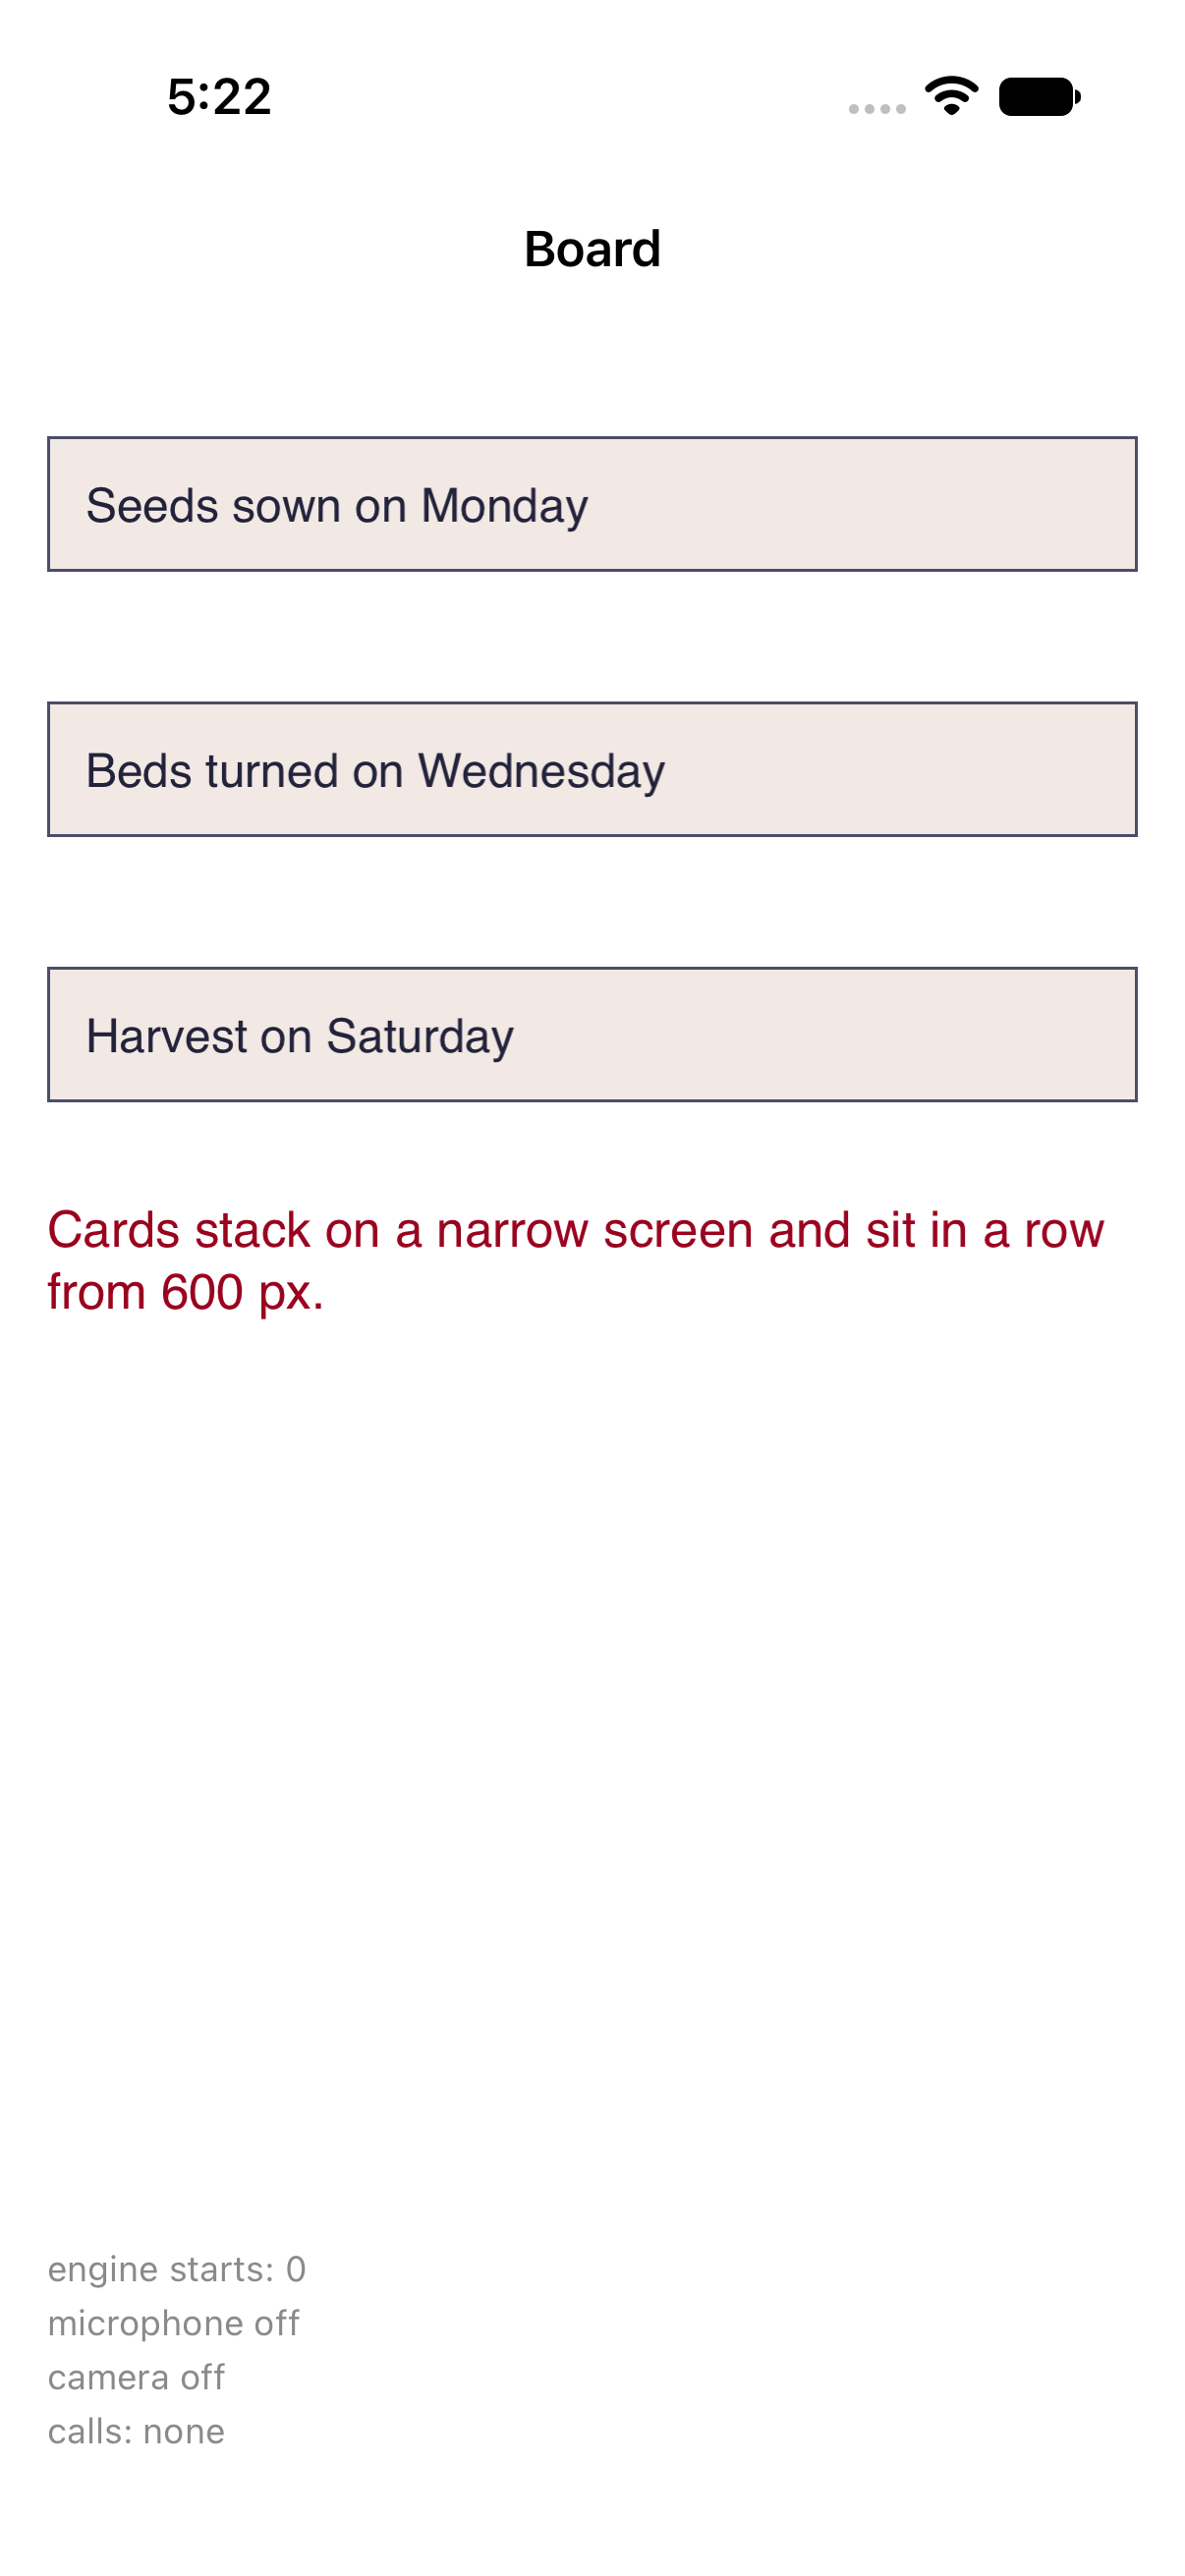 5:22
Board
Seeds sown on Monday
Beds turned on Wednesday
Harvest on Saturday
Cards stack on a narrow screen and sit in a row
from 600 px.
engine starts: 0
microphone off
camera off
calls: none